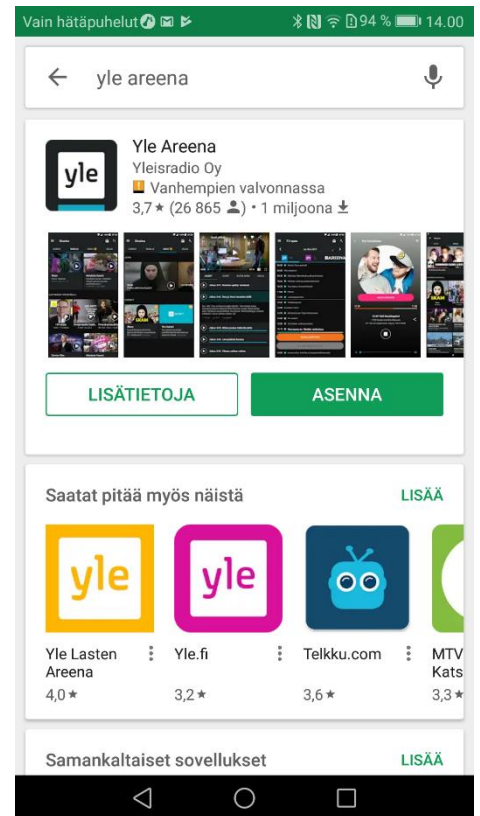 Vain hätäpuhelut 94 % 14.00
yle areena
yle
Yle Areena
Yleisradio Oy
Vanhempien valvonnassa
3,7★ (26 865) • 1 miljoona
LISÄTIETOJA
ASENNA
Saatat pitää myös näistä LISÄÄ
yle yle
Yle Lasten Areena
4,0★
Yle.fi
3,2★
Telkku.com
3,6★
MTV
Kats
3,3★
Samankaltaiset sovellukset LISÄÄ